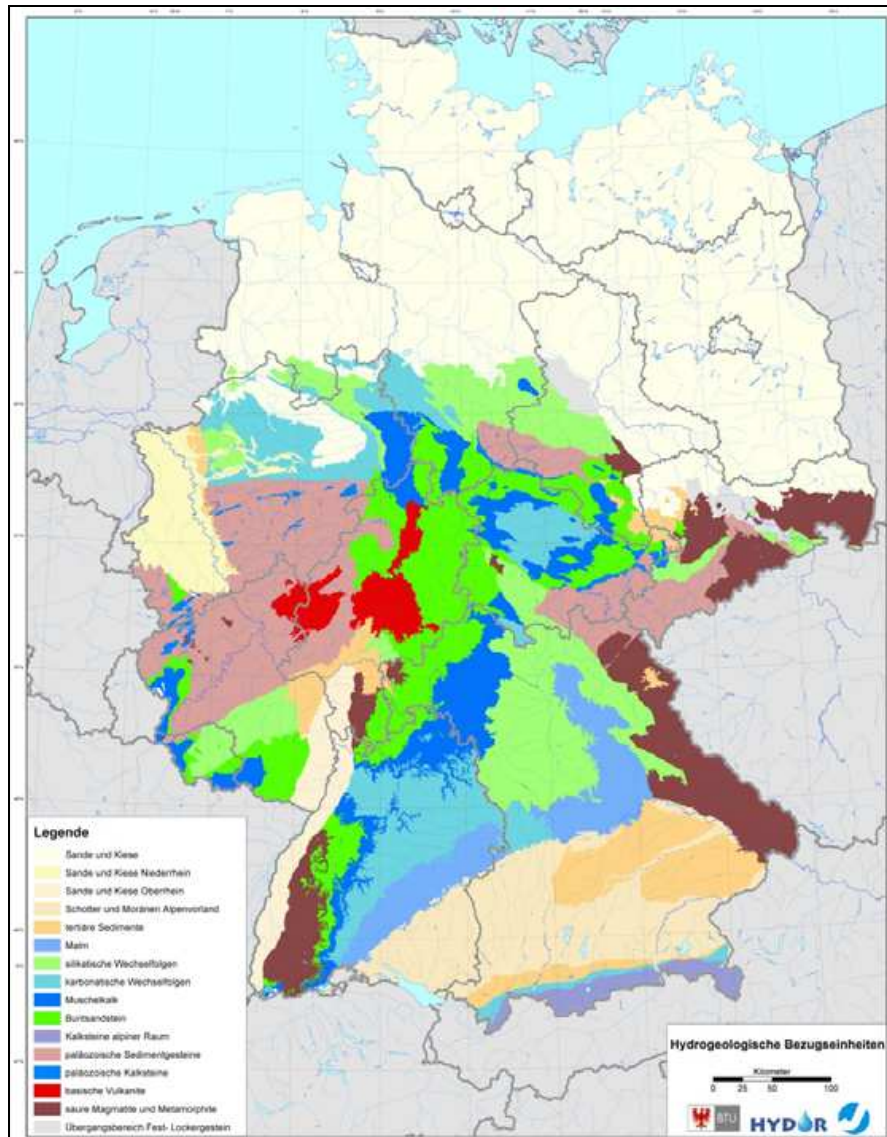 Legende
Sande und Kiese
Sande und Kiese Niederrhein
Sande und Kiese Oberrhein
Schotter und Moränen Alpenvorland
tertiäre Sedimente
Malm
silikatische Wechselfolgen
karbonatische Wechselfolgen
Muschelkalk
Buntsandstein
Kalksteine alpiner Raum
paläozoische Sedimentgesteine
paläozoische Kalksteine
basische Vulkanite
saure Magmatite und Metamorphite
Übergangsbereich Fest- Lockergestein
Hydrogeologische Bezugseinheiten
Kilometer
0 25 50 100
BTU
HYDOR